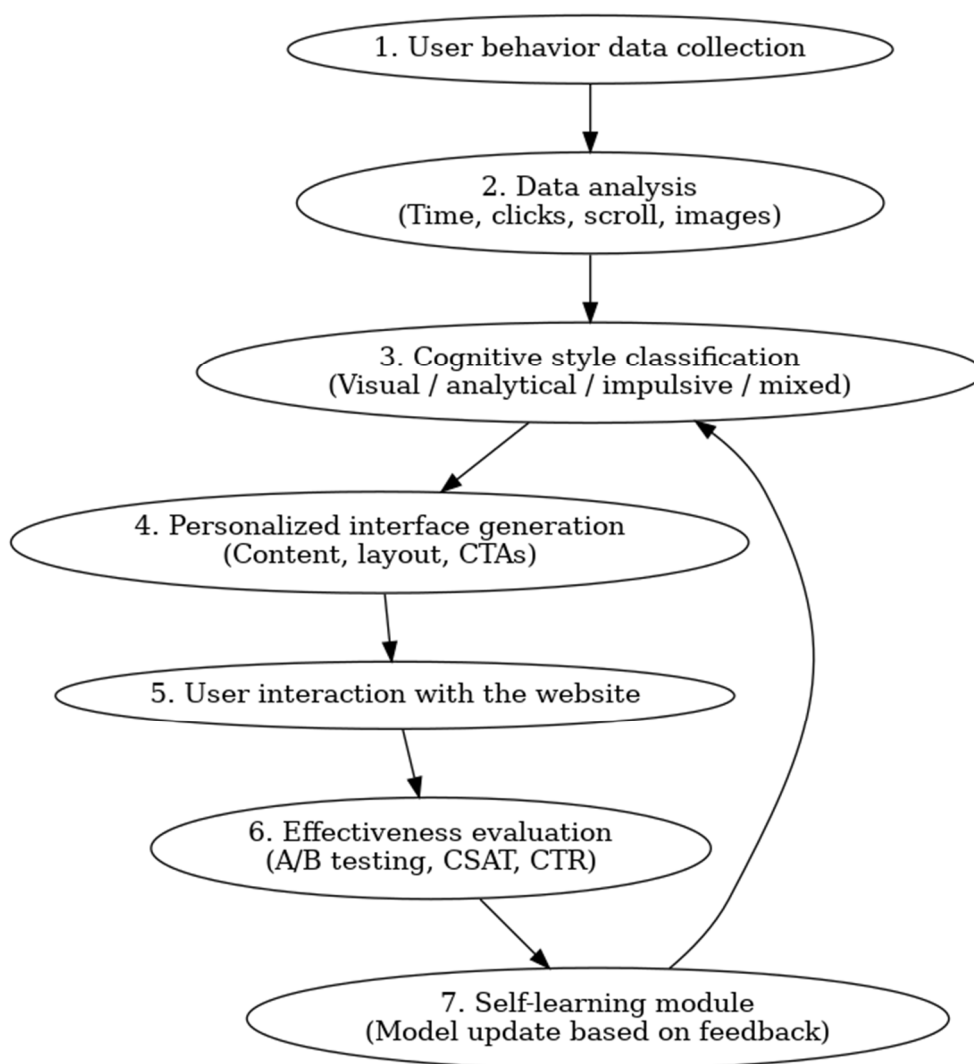 1. User behavior data collection
2. Data analysis
(Time, clicks, scroll, images)
3. Cognitive style classification
(Visual / analytical / impulsive / mixed)
4. Personalized interface generation
(Content, layout, CTAs)
5. User interaction with the website
6. Effectiveness evaluation
(A/B testing, CSAT, CTR)
7. Self-learning module
(Model update based on feedback)